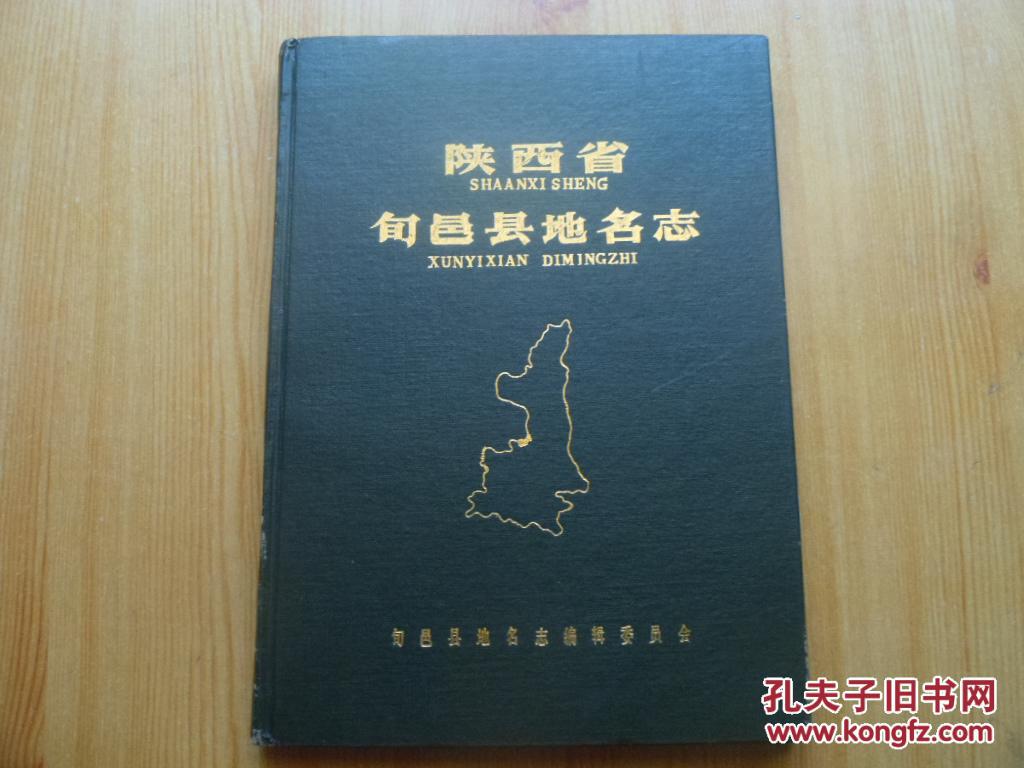 陕西省
SHAANXI SHENG
旬邑县地名志
XUNYIXIAN DIMINGZHI
旬邑县地名志编辑委员会
孔夫子旧书网
www.kongfz.com